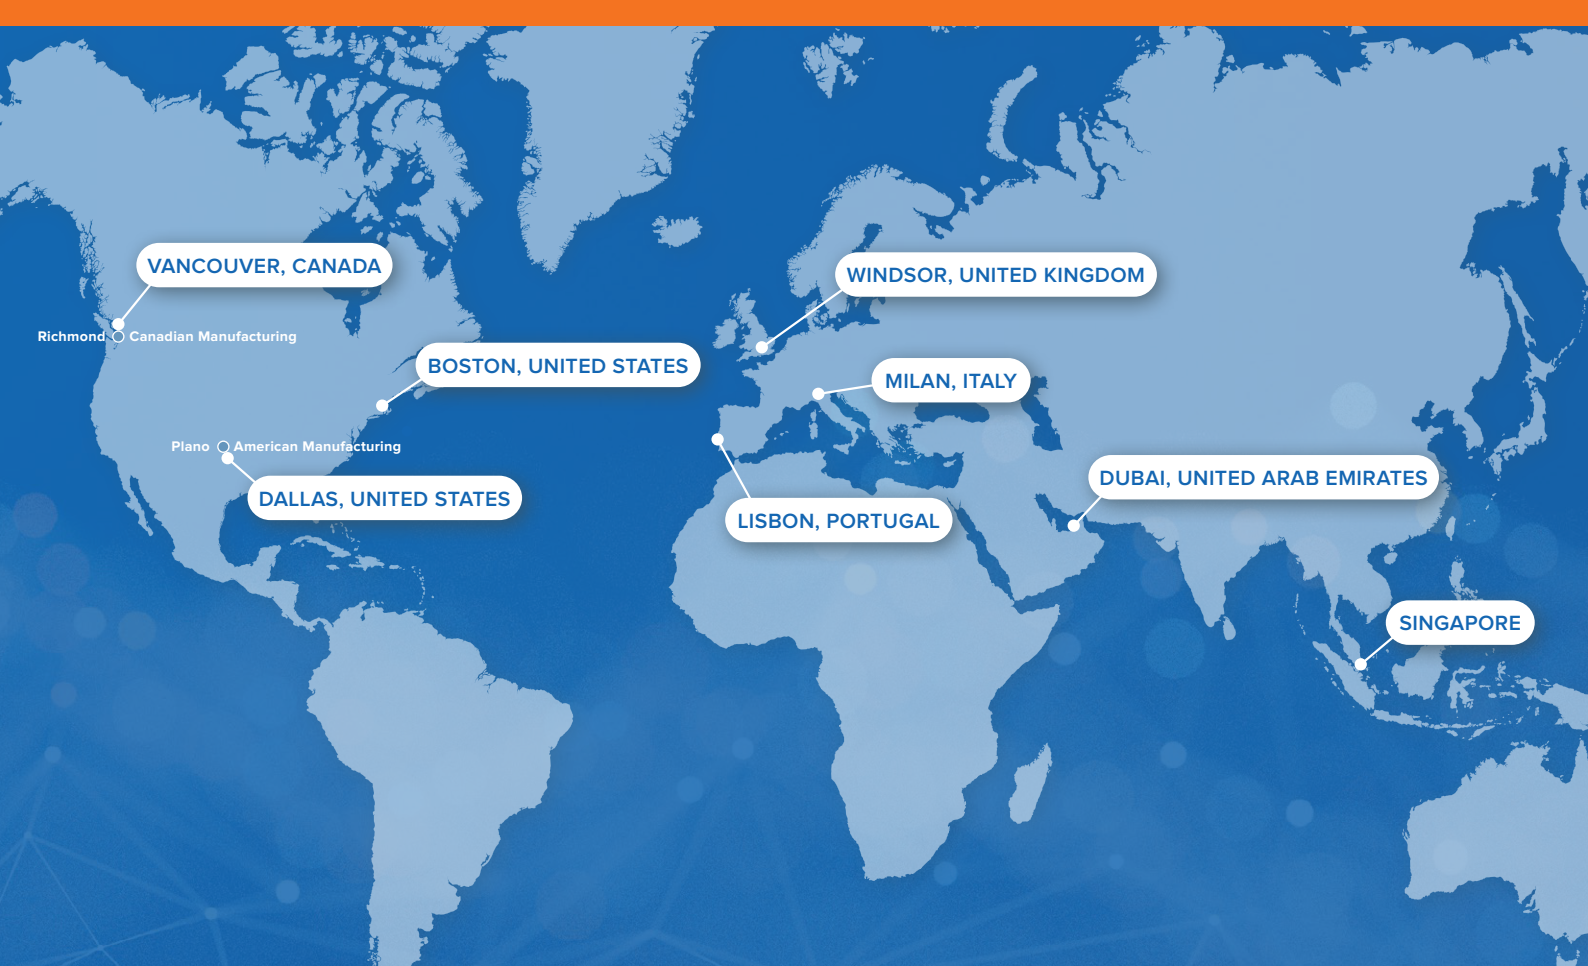 VANCOUVER, CANADA
WINDSOR, UNITED KINGDOM
Richmond Canadian Manufacturing
BOSTON, UNITED STATES
MILAN, ITALY
Plano American Manufacturing
DALLAS, UNITED STATES
DUBAI, UNITED ARAB EMIRATES
LISBON, PORTUGAL
SINGAPORE